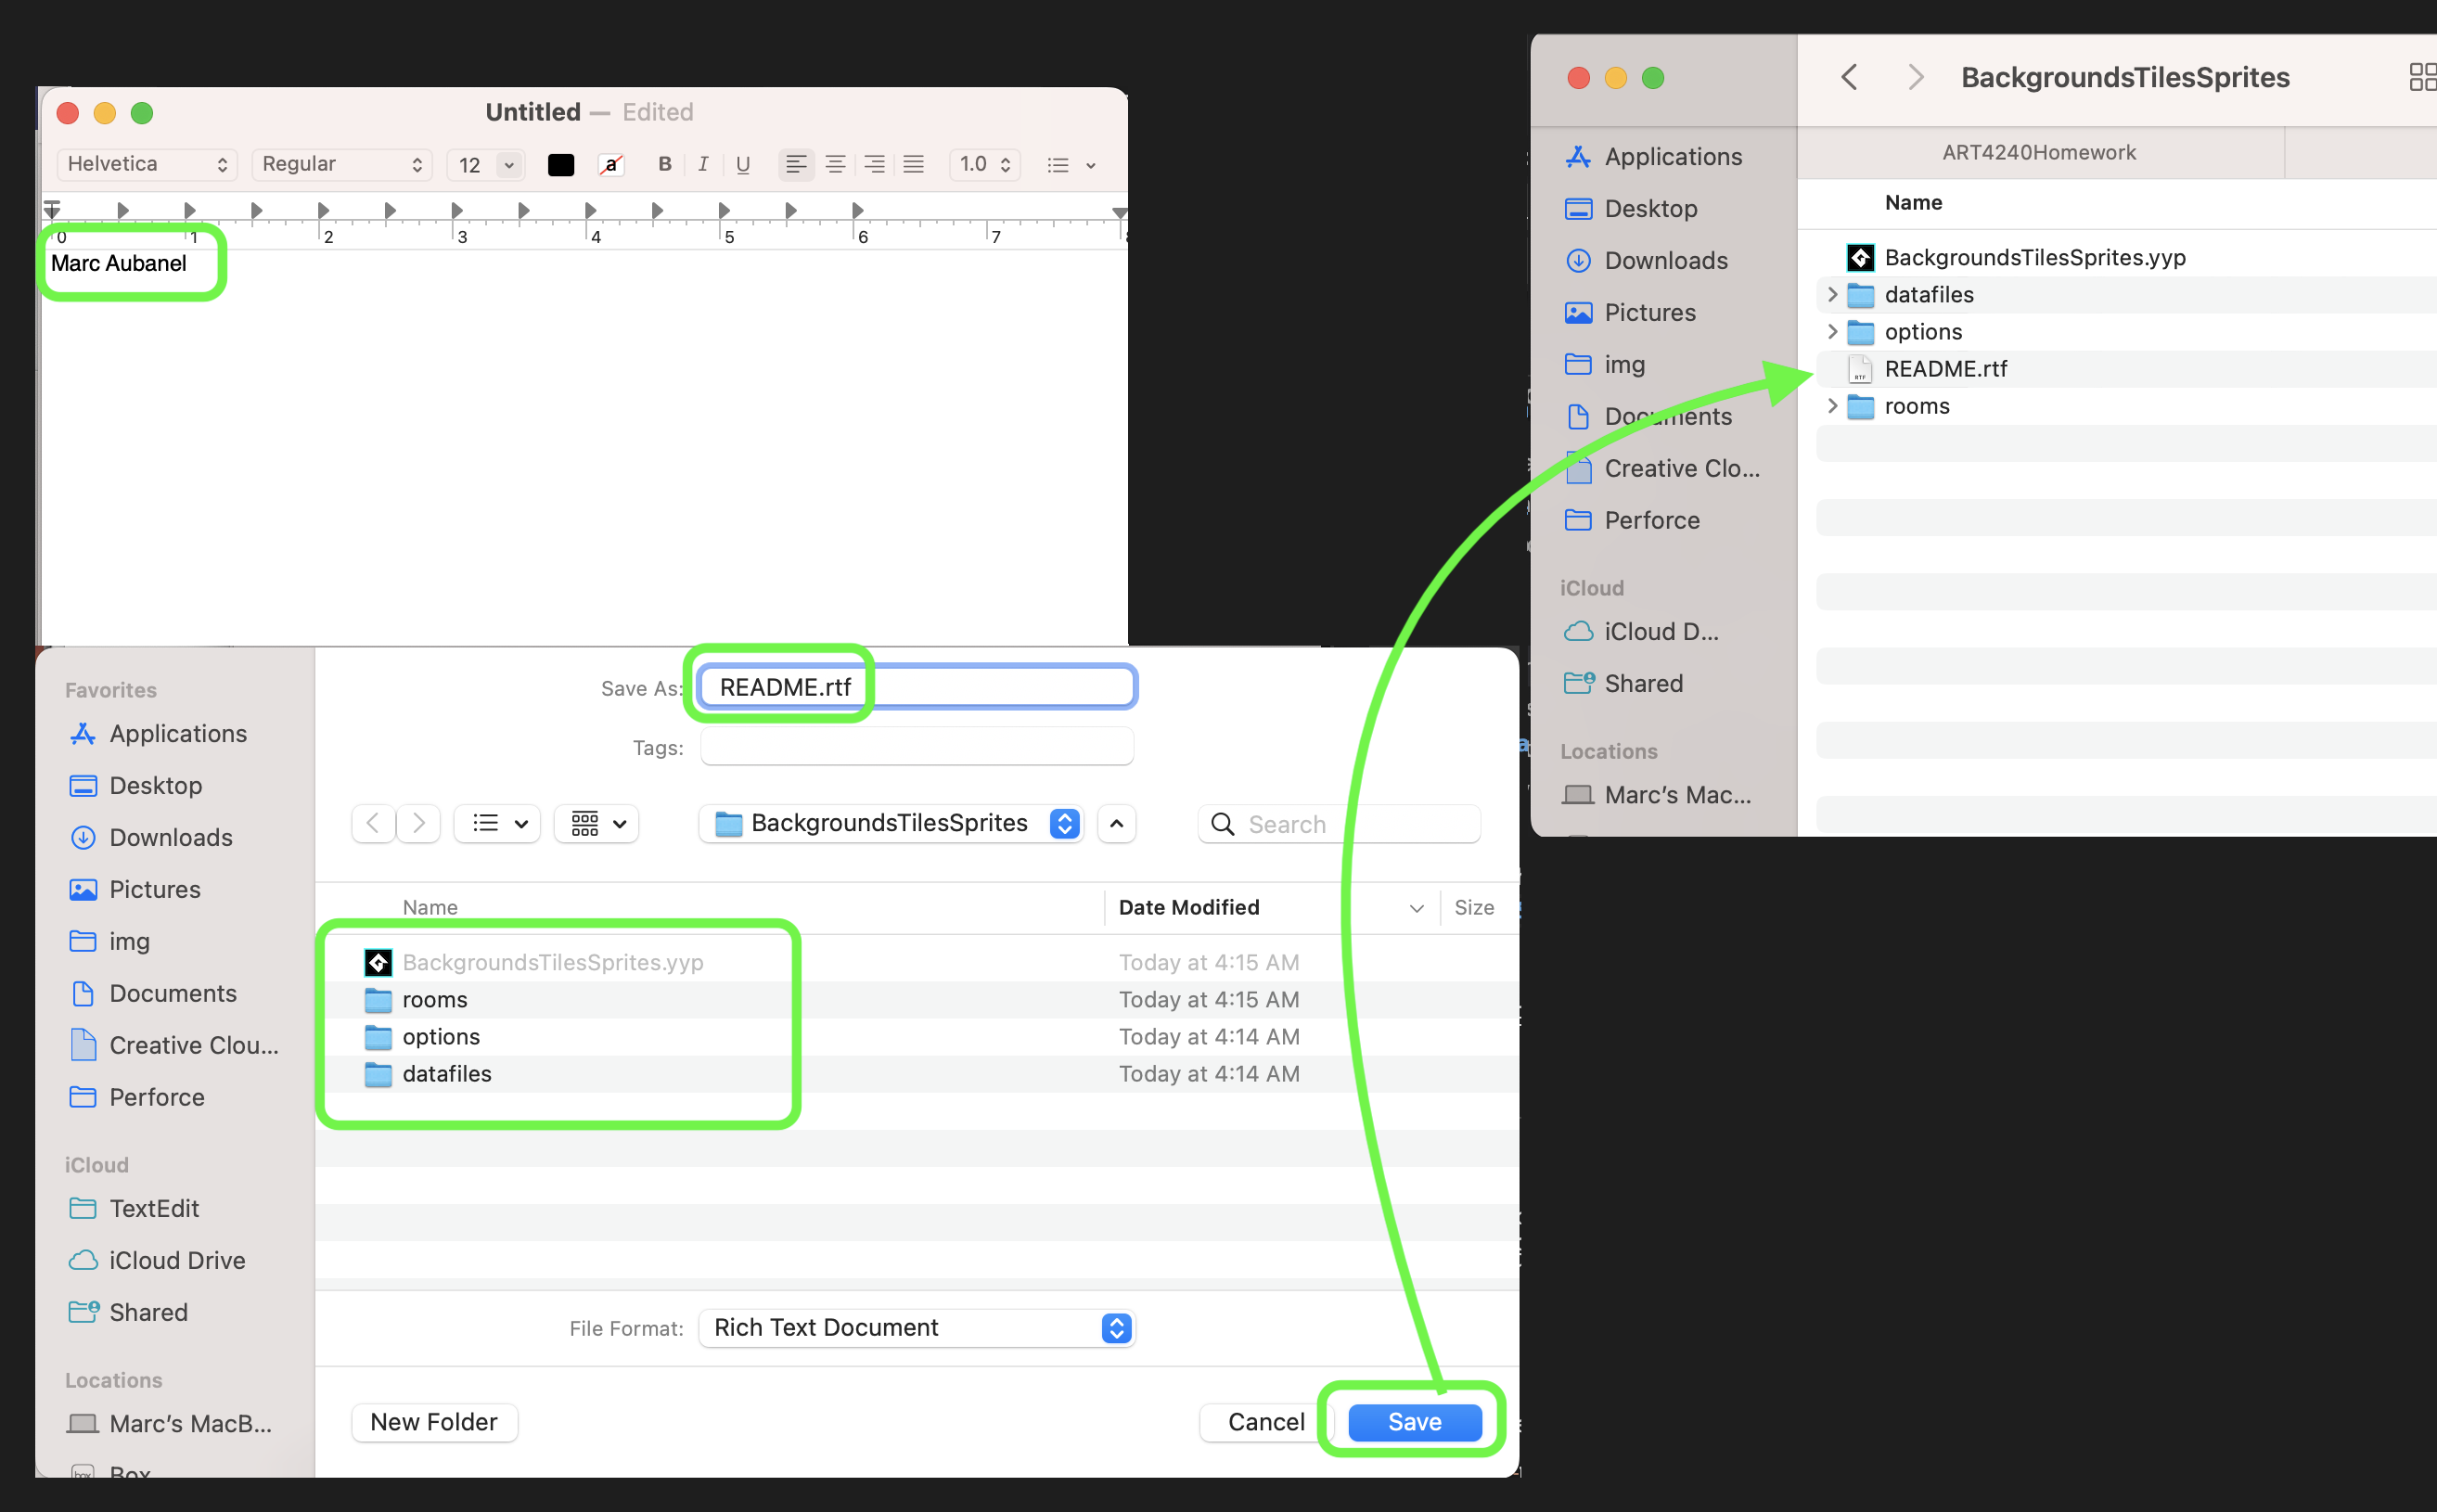 Untitled — Edited
Helvetica Regular 12 a B I U 1.0
0 1 2 3 4 5 6 7
Marc Aubanel
Favorites
Applications
Desktop
Downloads
Pictures
img
Documents
Creative Clou...
Perforce
iCloud
TextEdit
iCloud Drive
Shared
Locations
Marc’s MacB...
Box
Save As: README.rtf
Tags:
BackgroundsTilesSprites
Search
Name Date Modified Size
BackgroundsTilesSprites.yyp Today at 4:15 AM
rooms Today at 4:15 AM
options Today at 4:14 AM
datafiles Today at 4:14 AM
File Format: Rich Text Document
New Folder Cancel Save
BackgroundsTilesSprites
Applications
Desktop
Downloads
Pictures
img
Documents
Creative Clo...
Perforce
iCloud
iCloud D...
Shared
Locations
Marc’s Mac...
ART4240Homework
Name
BackgroundsTilesSprites.yyp
datafiles
options
RTF README.rtf
rooms